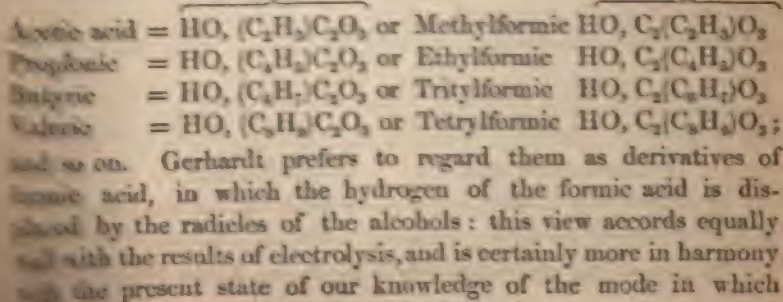 Acetic acid = HO, (C₂H₃)C₂O₃ or Methylformic HO, C₂(C₂H₃)O₃
Propionic = HO, (C₄H₅)C₂O₃ or Ethylformic HO, C₂(C₄H₅)O₃
Butyric = HO, (C₆H₇)C₂O₃ or Tritylformic HO, C₂(C₆H₇)O₃
Valeric = HO, (C₈H₉)C₂O₃ or Tetrylformic HO, C₂(C₈H₉)O₃;
and so on. Gerhardt prefers to regard them as derivatives of
formic acid, in which the hydrogen of the formic acid is dis-
placed by the radicles of the alcohols: this view accords equally
well with the results of electrolysis, and is certainly more in harmony
with the present state of our knowledge of the mode in which